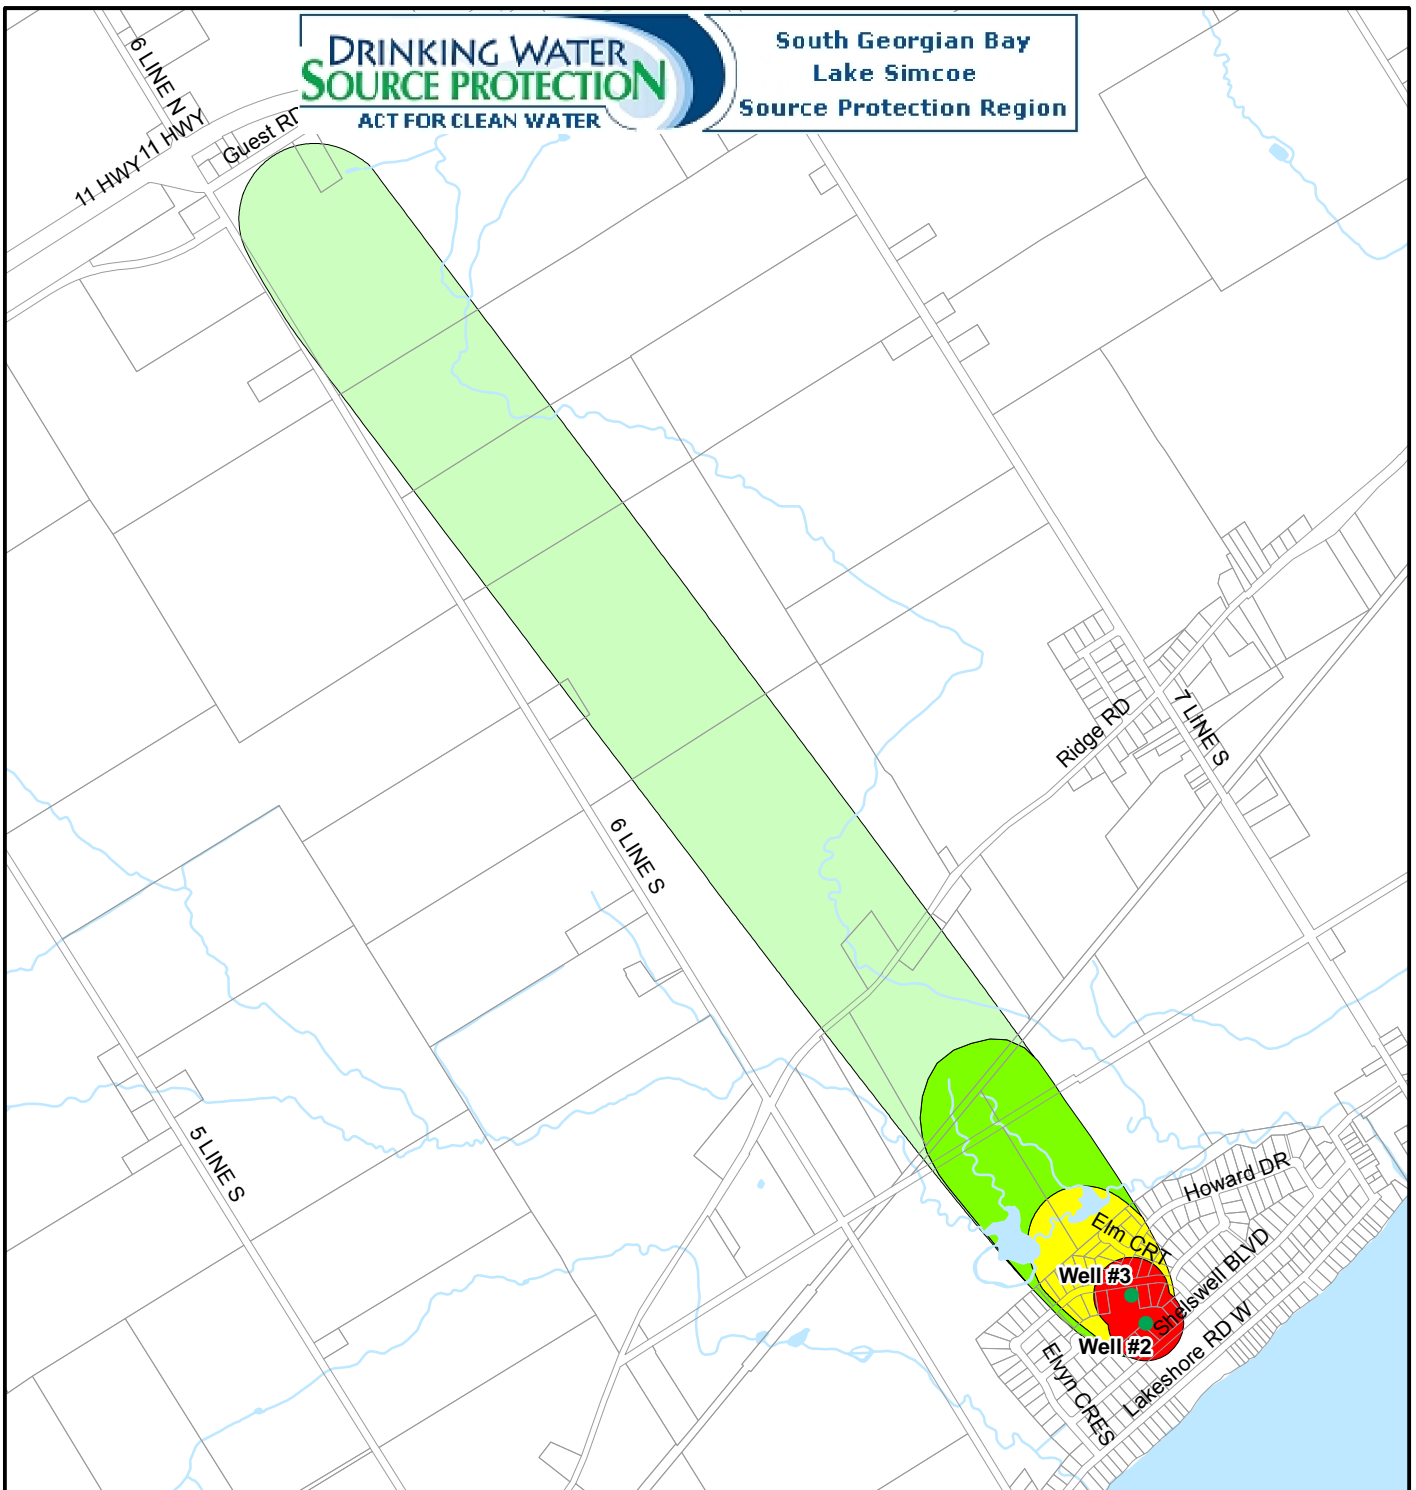 DRINKING WATER
SOURCE PROTECTION
ACT FOR CLEAN WATER
South Georgian Bay
Lake Simcoe
Source Protection Region
6 LINE N
11 HWY
11 HWY
Guest RD
Ridge RD
7 LINE S
6 LINE S
5 LINE S
Howard DR
Elm CRT
Well #3
Shelswell BLVD
Well #2
Lakeshore RD W
Elvyn CRES